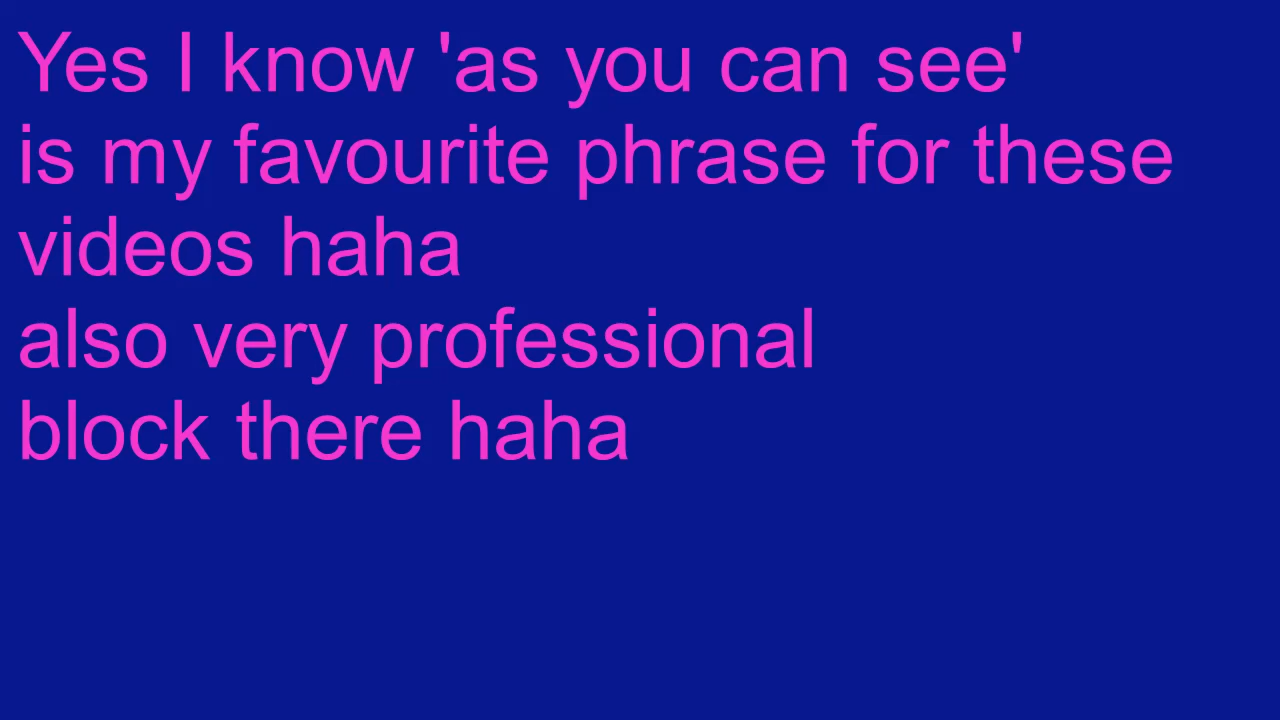 Yes I know 'as you can see'
is my favourite phrase for these
videos haha
also very professional
block there haha